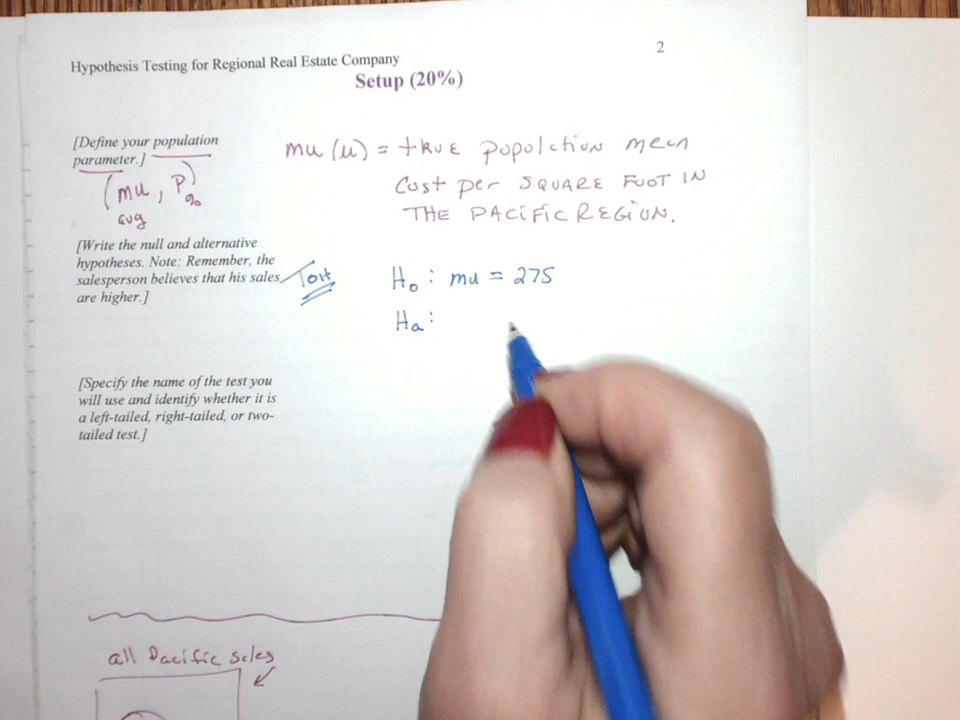 2
Hypothesis Testing for Regional Real Estate Company
Setup (20%)
[Define your population
parameter.]
(mu, P)
avg %
mu (μ) = tRUE popolction mean
Cost per SQUARE FOOT IN
THE PACIFIC REGION.
[Write the null and alternative
hypotheses. Note: Remember, the
salesperson believes that his sales
are higher.]
H₀: mu = 275
Ha:
[Specify the name of the test you
will use and identify whether it is
a left-tailed, right-tailed, or two-
tailed test.]
all Pacific sales